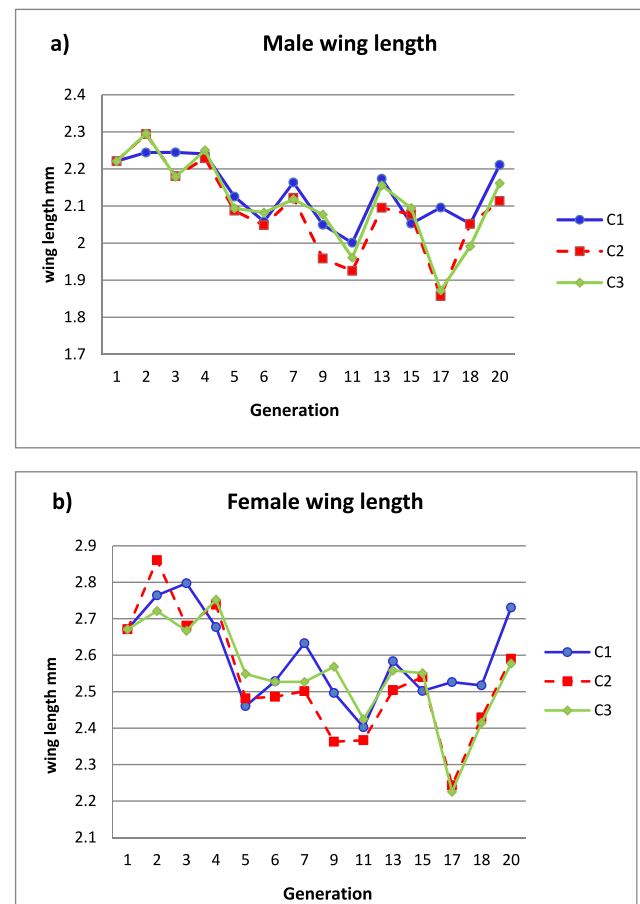 a) Male wing length
2.4
2.3
2.2
2.1
2
1.9
1.8
1.7
wing length mm
1 2 3 4 5 6 7 9 11 13 15 17 18 20
Generation
C1
C2
C3
b) Female wing length
2.9
2.8
2.7
2.6
2.5
2.4
2.3
2.2
2.1
wing length mm
1 2 3 4 5 6 7 9 11 13 15 17 18 20
Generation
C1
C2
C3